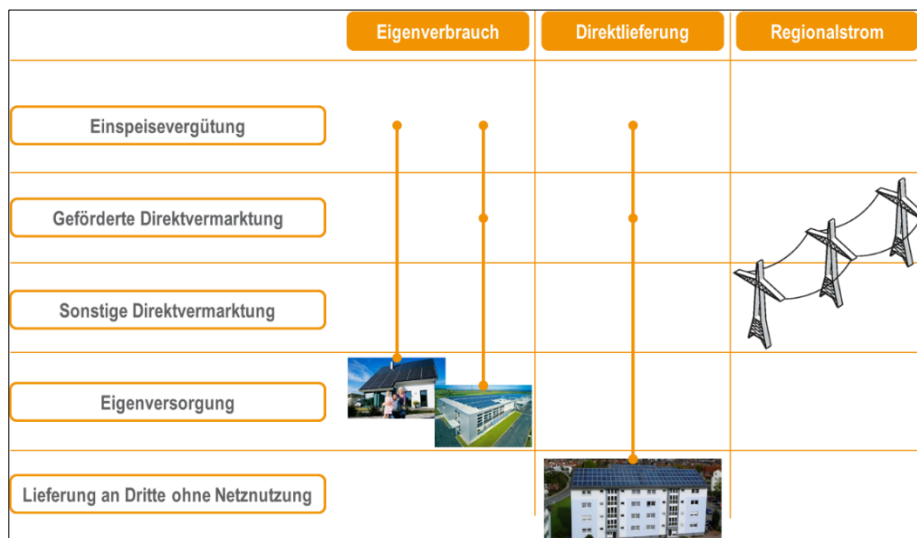 Eigenverbrauch
Direktlieferung
Regionalstrom
Einspeisevergütung
Geförderte Direktvermarktung
Sonstige Direktvermarktung
Eigenversorgung
Lieferung an Dritte ohne Netznutzung